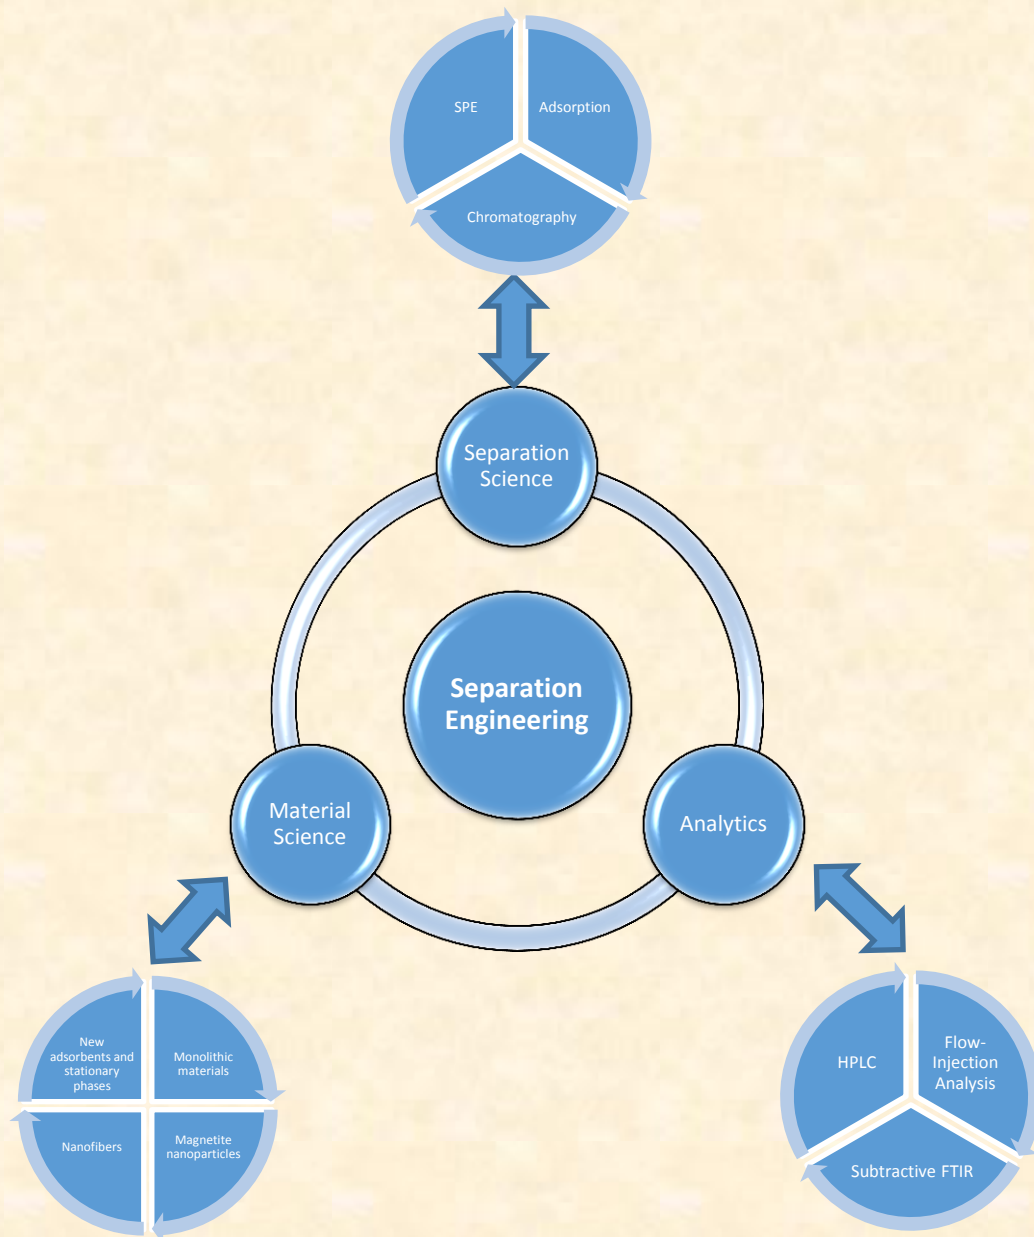 SPE
Adsorption
Chromatography
Separation
Science
Separation
Engineering
Material
Science
Analytics
New
adsorbents and
stationary
phases
Monolithic
materials
Nanofibers
Magnetite
nanoparticles
HPLC
Flow-
Injection
Analysis
Subtractive FTIR